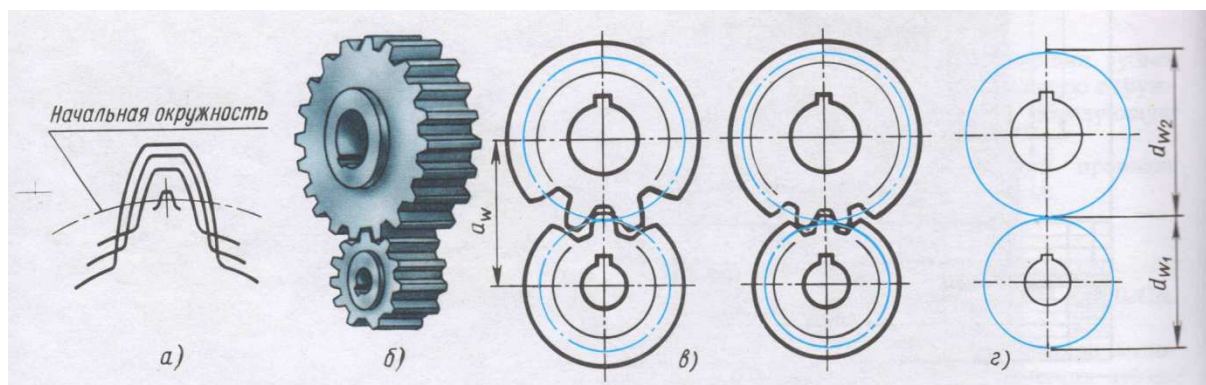 Начальная окружность
a_w
d_w2
d_w1
а)
б)
в)
г)